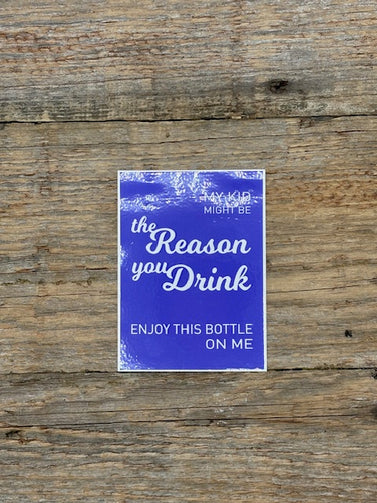 MY KID
MIGHT BE
the
Reason
you
Drink
ENJOY THIS BOTTLE
ON ME